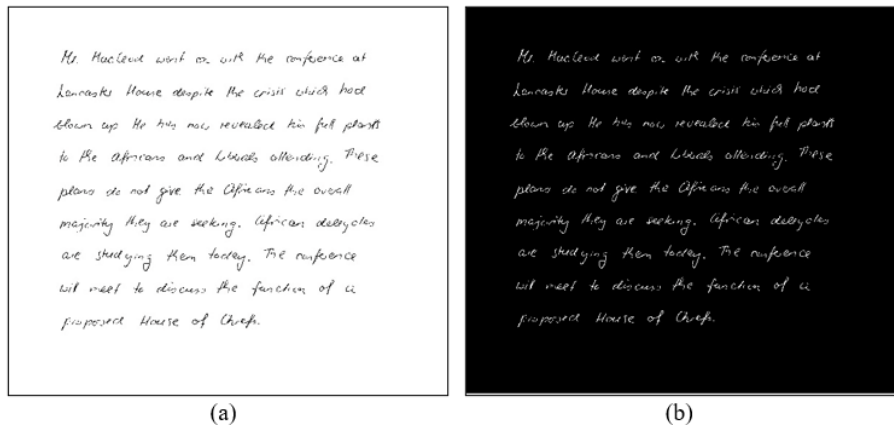 Mr. Macleod went on with the conference at
Lancaster House despite the crisis which had
blown up He has now revealed his full plans
to the Africans and Liberals attending. These
plans do not give the Africans the overall
majority they are seeking. African delegates
are studying them today. The conference
will meet to discuss the function of a
proposed House of Chiefs.
(a)
Mr. Macleod went on with the conference at
Lancaster House despite the crisis which had
blown up He has now revealed his full plans
to the Africans and Liberals attending. These
plans do not give the Africans the overall
majority they are seeking. African delegates
are studying them today. The conference
will meet to discuss the function of a
proposed House of Chiefs.
(b)